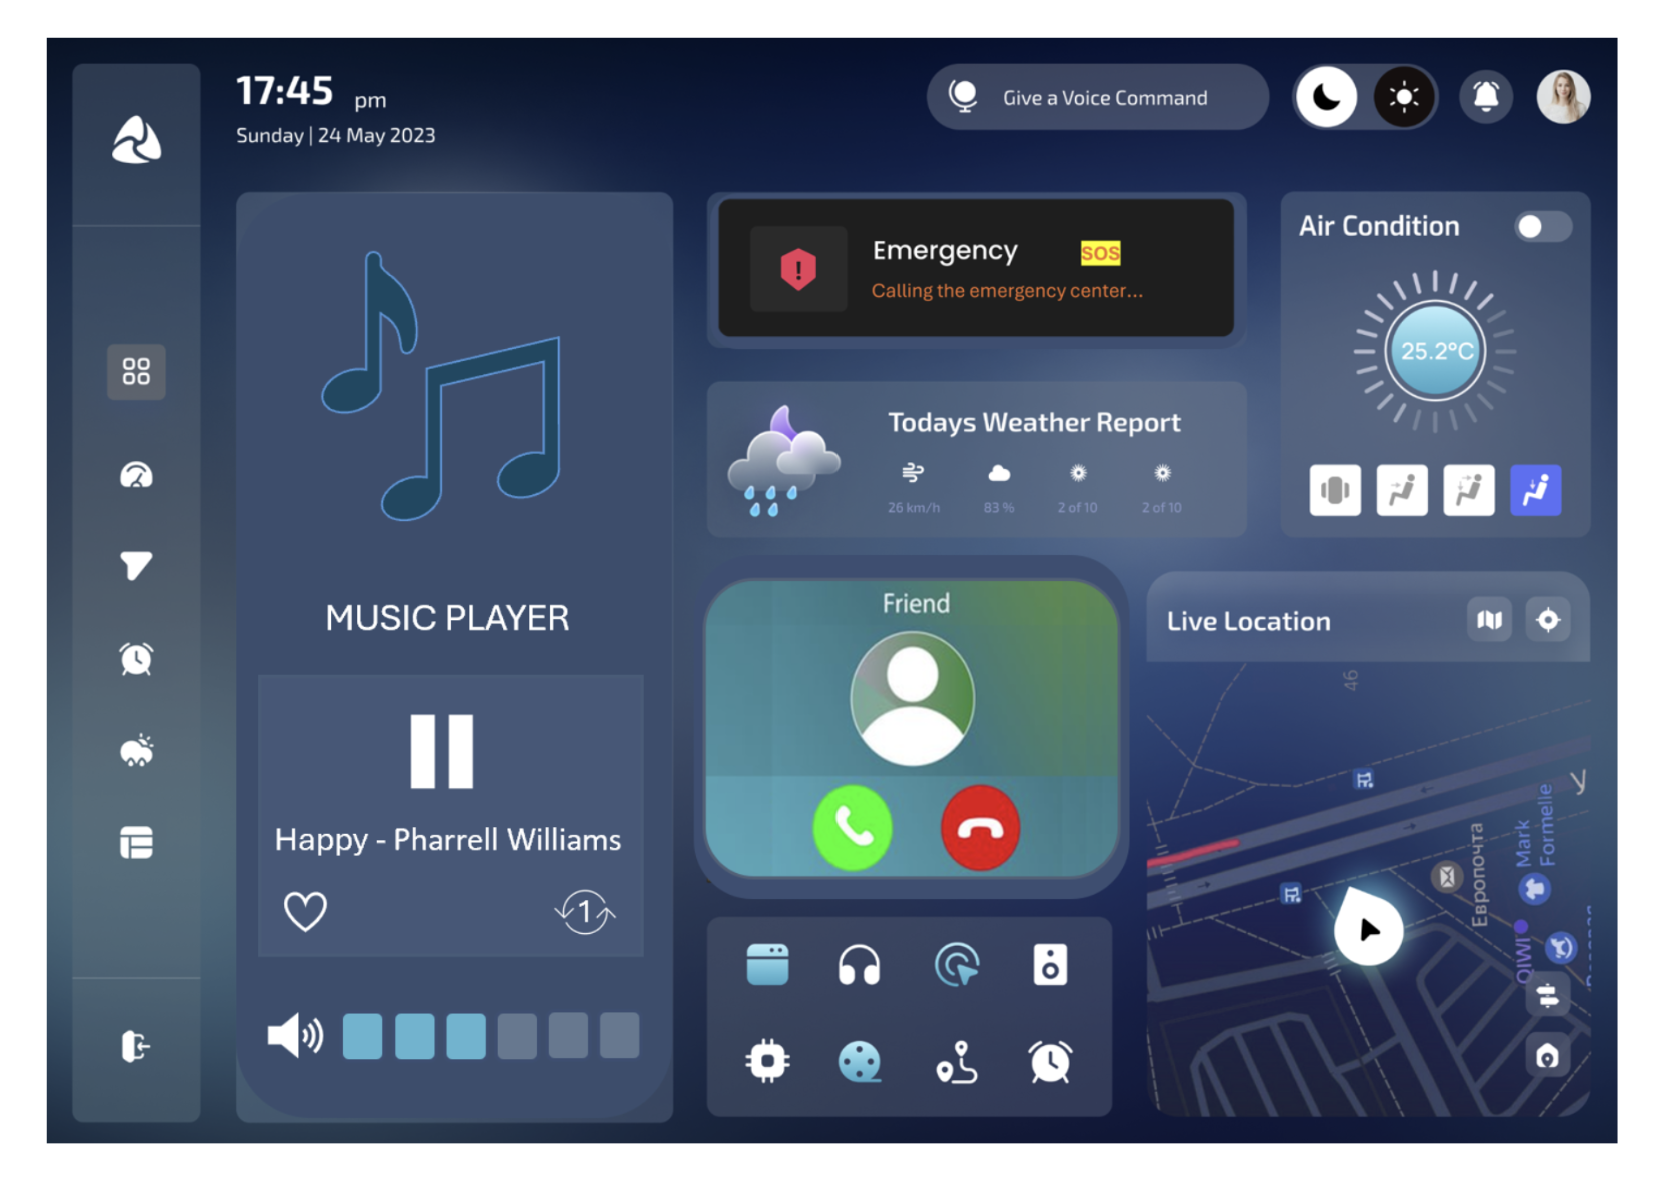 17:45 pm
Sunday | 24 May 2023
Give a Voice Command
Emergency SOS
Calling the emergency center...
Air Condition
25.2°C
Todays Weather Report
26 km/h 83 % 2 of 10 2 of 10
MUSIC PLAYER
Happy - Pharrell Williams
1
Friend
Live Location
46
У
Mark
Formelle
Европочта
QIWI